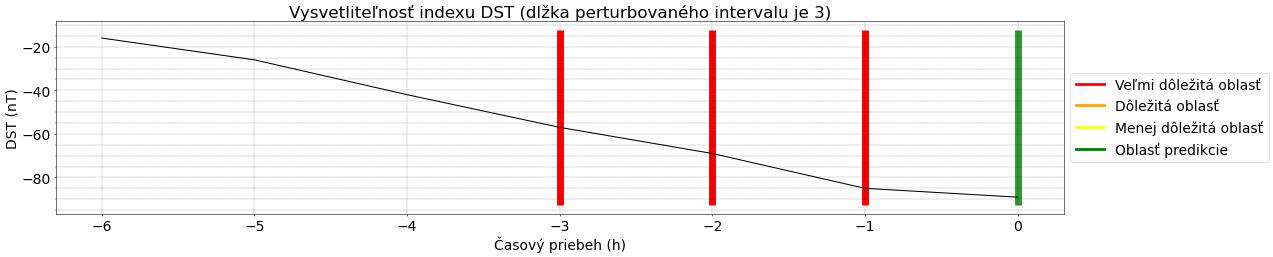 Vysvetliteľnosť indexu DST (dĺžka perturbovaného intervalu je 3)
DST (nT)
−20
−40
−60
−80
−6 −5 −4 −3 −2 −1 0
Časový priebeh (h)
Veľmi dôležitá oblasť
Dôležitá oblasť
Menej dôležitá oblasť
Oblasť predikcie